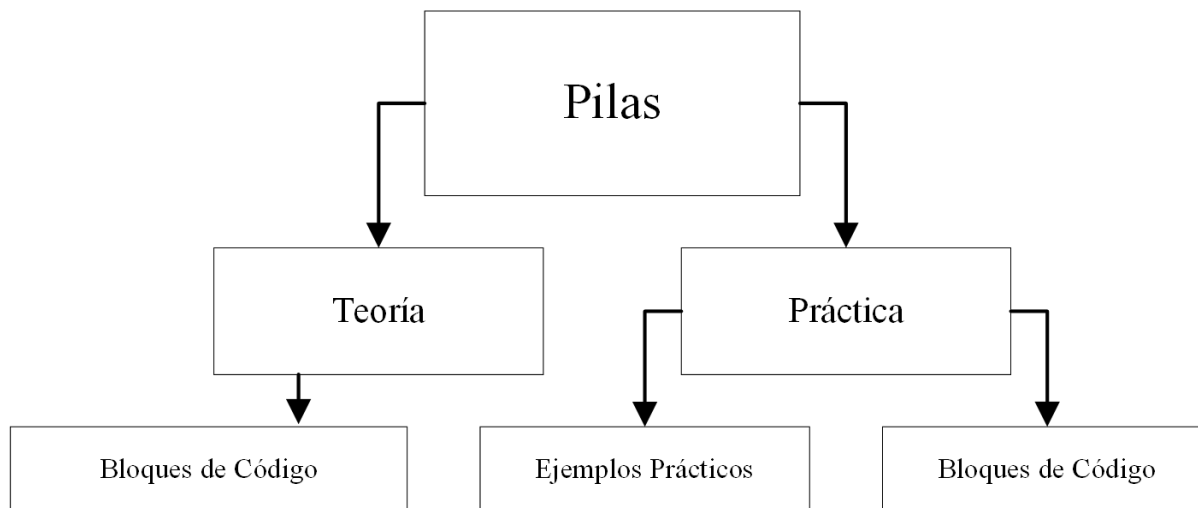 Pilas
Teoría
Práctica
Bloques de Código
Ejemplos Prácticos
Bloques de Código